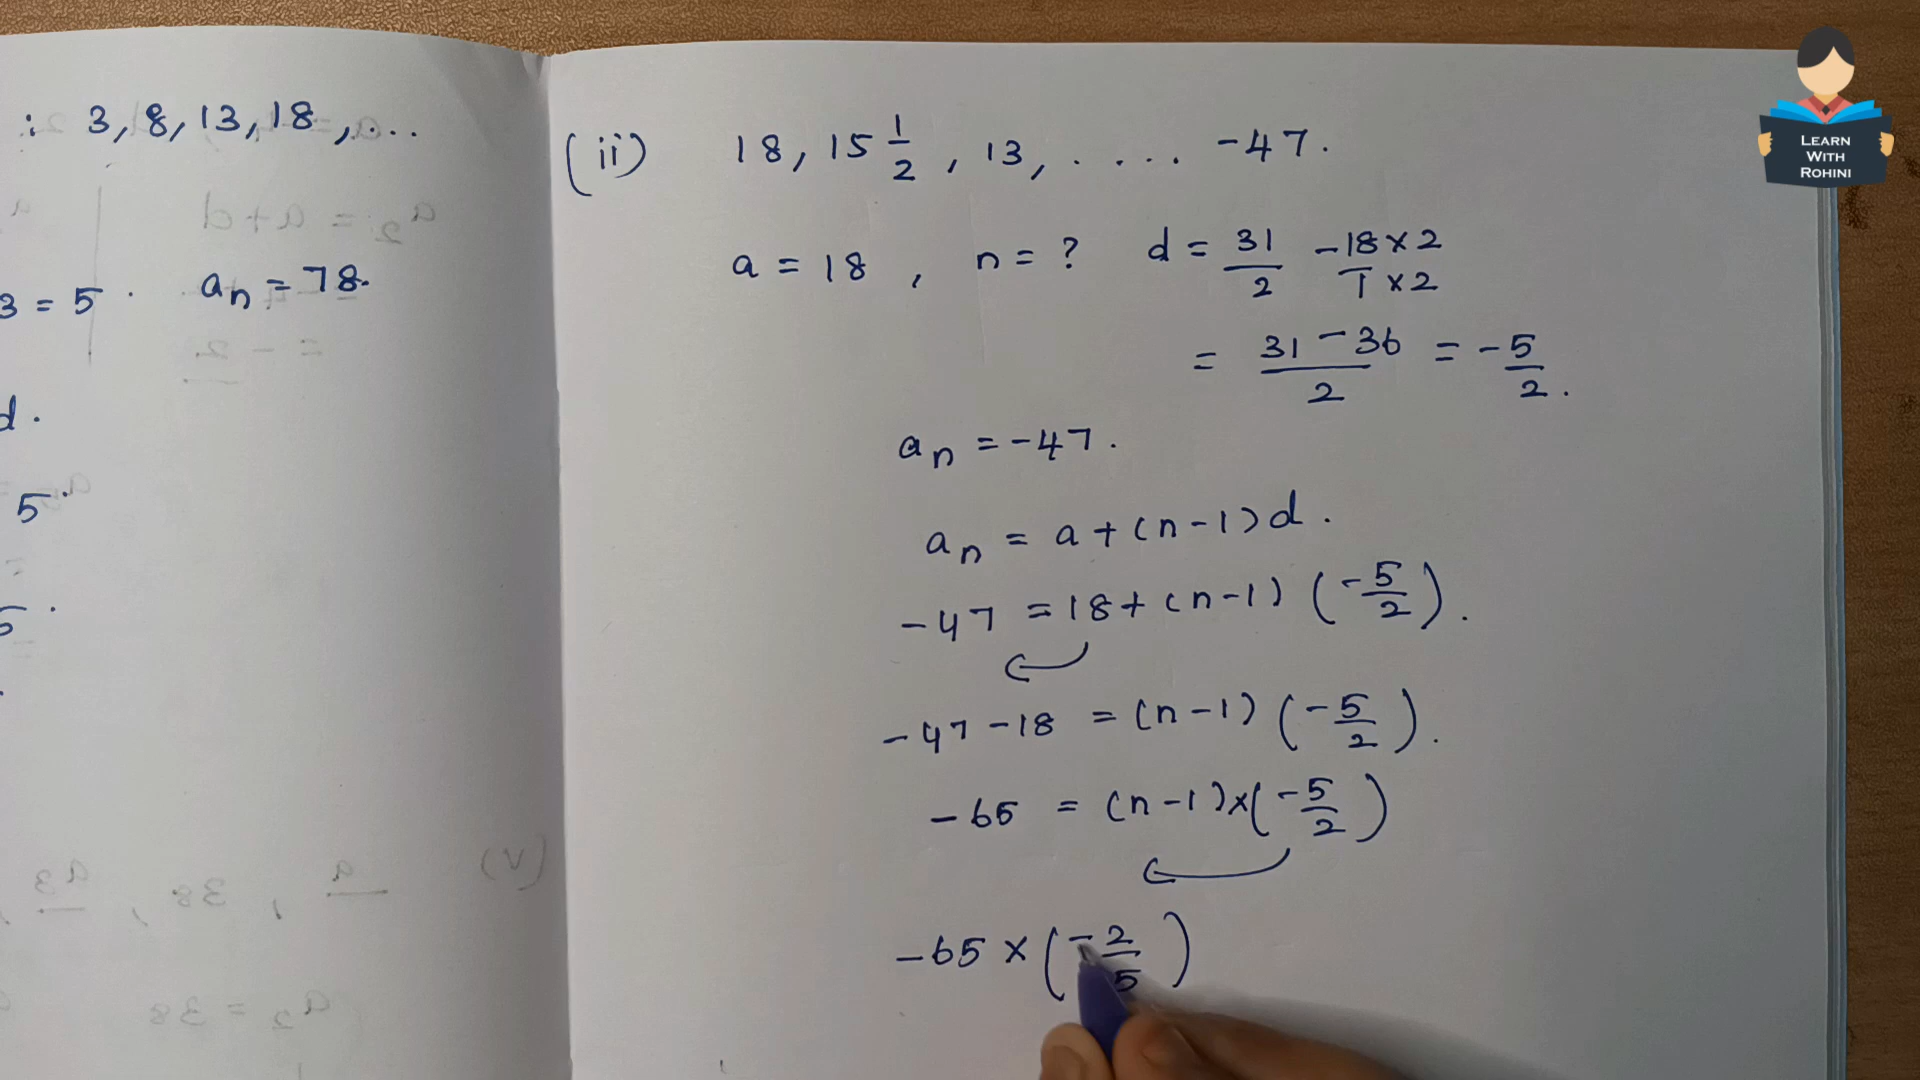 : 3, 8, 13, 18, ...
3 = 5 . an = 78.
d.
5.
5.
(ii) 18, 15 1/2, 13, . . . . . -47.
a = 18, n = ? d = 31/2 - 18 × 2 / 1 × 2
= 31 - 36 / 2 = -5/2.
an = -47.
an = a + (n-1)d.
-47 = 18 + (n-1) (-5/2).
-47 - 18 = (n-1) (-5/2).
-65 = (n-1) × (-5/2)
-65 × (-2/5)
LEARN
WITH
ROHINI